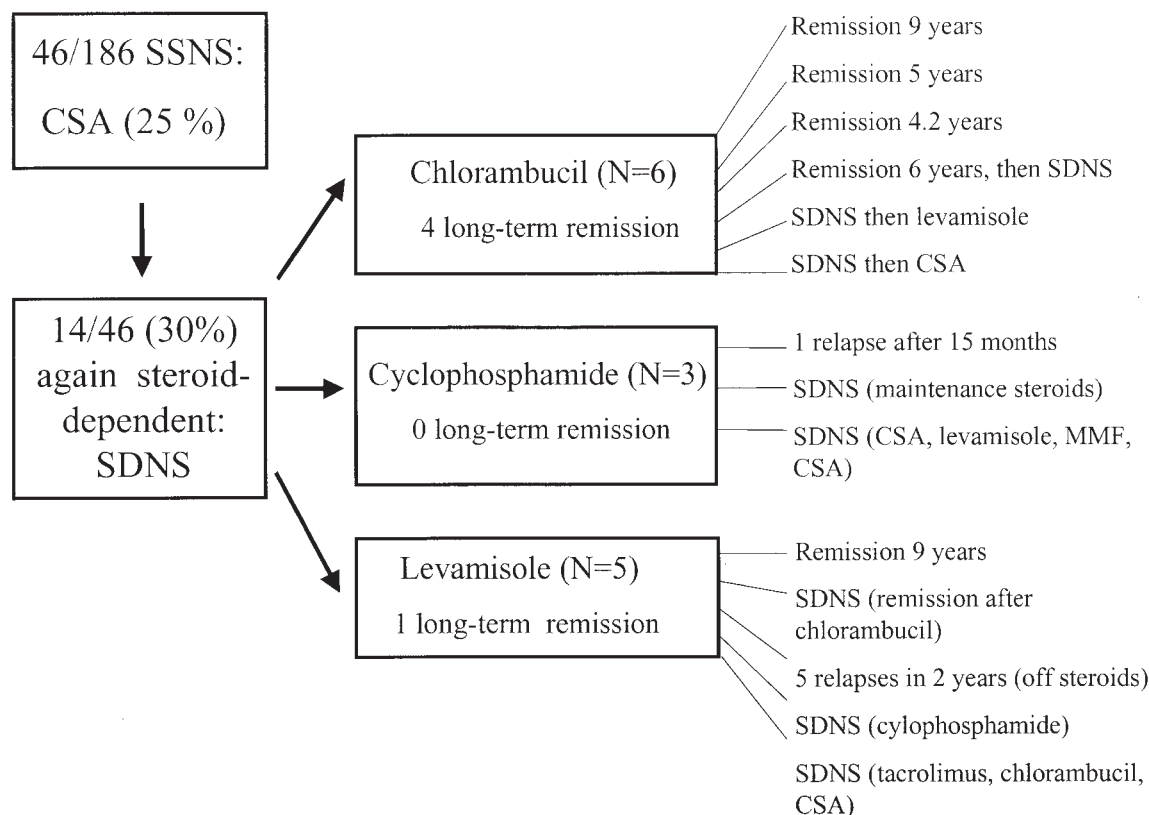 46/186 SSNS:
CSA (25 %)
14/46 (30%)
again steroid-
dependent:
SDNS
Chlorambucil (N=6)
4 long-term remission
Remission 9 years
Remission 5 years
Remission 4.2 years
Remission 6 years, then SDNS
SDNS then levamisole
SDNS then CSA
Cyclophosphamide (N=3)
0 long-term remission
1 relapse after 15 months
SDNS (maintenance steroids)
SDNS (CSA, levamisole, MMF,
CSA)
Levamisole (N=5)
1 long-term remission
Remission 9 years
SDNS (remission after
chlorambucil)
5 relapses in 2 years (off steroids)
SDNS (cylophosphamide)
SDNS (tacrolimus, chlorambucil,
CSA)